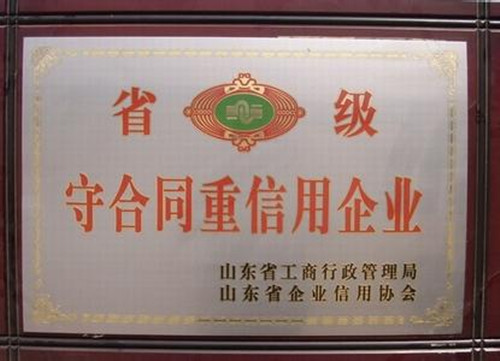 省 级
守合同重信用企业
山东省工商行政管理局
山东省企业信用协会